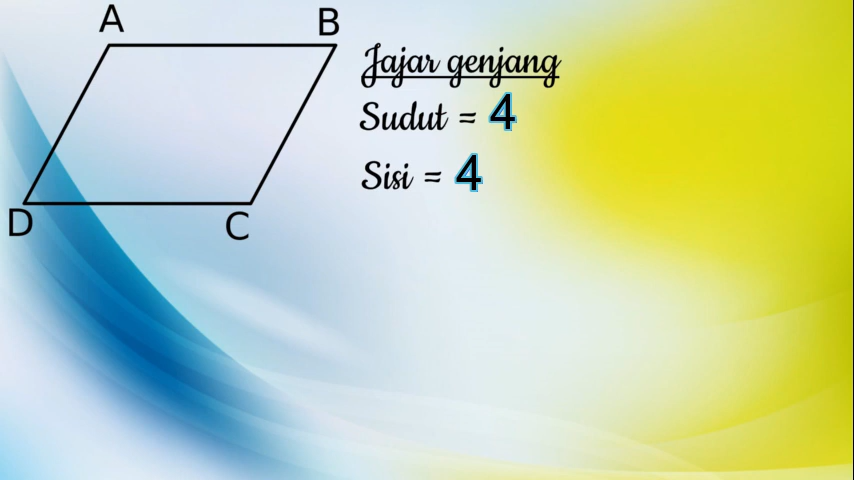 A B
Jajar genjang
Sudut = 4
Sisi = 4
D C